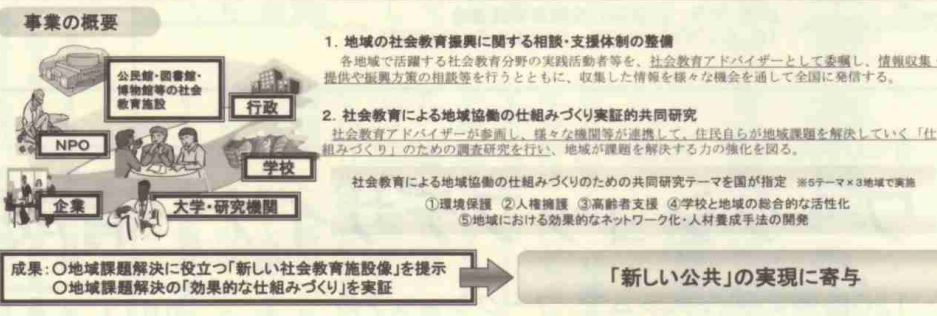 事業の概要
公民館・図書館・
博物館等の社会
教育施設
行政
NPO
学校
企業
大学・研究機関
1. 地域の社会教育振興に関する相談・支援体制の整備
各地域で活躍する社会教育分野の実践活動者等を、社会教育アドバイザーとして委嘱し、情報収集・
提供や振興方策の相談等を行うとともに、収集した情報を様々な機会を通して全国に発信する。
2. 社会教育による地域協働の仕組みづくり実証的共同研究
社会教育アドバイザーが参画し、様々な機関等が連携して、住民自らが地域課題を解決していく「仕
組みづくり」のための調査研究を行い、地域が課題を解決する力の強化を図る。
社会教育による地域協働の仕組みづくりのための共同研究テーマを国が指定 ※5テーマ×3地域で実施
①環境保護 ②人権擁護 ③高齢者支援 ④学校と地域の総合的な活性化
⑤地域における効果的なネットワーク化・人材養成手法の開発
成果:〇地域課題解決に役立つ「新しい社会教育施設像」を提示
〇地域課題解決の「効果的な仕組みづくり」を実証
「新しい公共」の実現に寄与